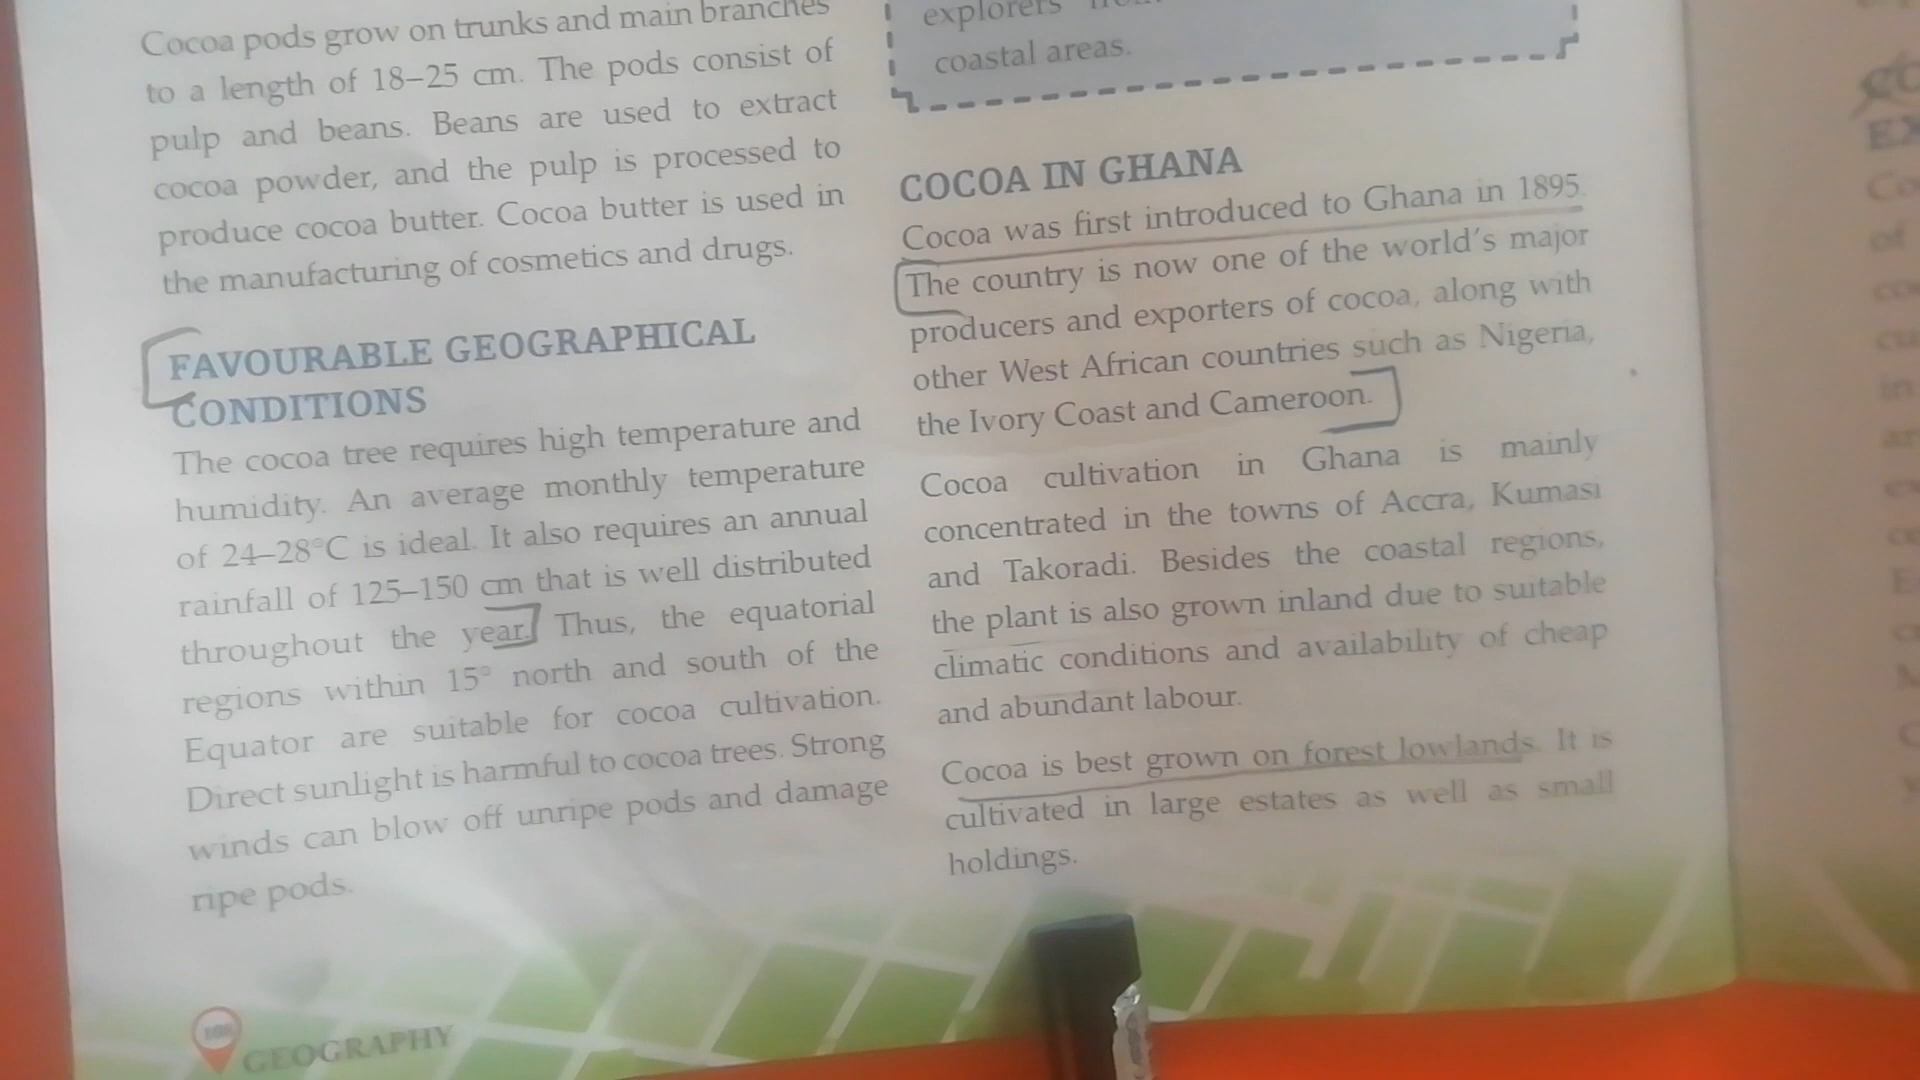 Cocoa pods grow on trunks and main branches
to a length of 18–25 cm. The pods consist of
pulp and beans. Beans are used to extract
cocoa powder, and the pulp is processed to
produce cocoa butter. Cocoa butter is used in
the manufacturing of cosmetics and drugs.
FAVOURABLE GEOGRAPHICAL
CONDITIONS
The cocoa tree requires high temperature and
humidity. An average monthly temperature
of 24–28°C is ideal. It also requires an annual
rainfall of 125–150 cm that is well distributed
throughout the year. Thus, the equatorial
regions within 15° north and south of the
Equator are suitable for cocoa cultivation.
Direct sunlight is harmful to cocoa trees. Strong
winds can blow off unripe pods and damage
ripe pods.
GEOGRAPHY
explorers
coastal areas.
COCOA IN GHANA
Cocoa was first introduced to Ghana in 1895.
The country is now one of the world's major
producers and exporters of cocoa, along with
other West African countries such as Nigeria,
the Ivory Coast and Cameroon.
Cocoa cultivation in Ghana is mainly
concentrated in the towns of Accra, Kumasi
and Takoradi. Besides the coastal regions,
the plant is also grown inland due to suitable
climatic conditions and availability of cheap
and abundant labour.
Cocoa is best grown on forest lowlands. It is
cultivated in large estates as well as small
holdings.